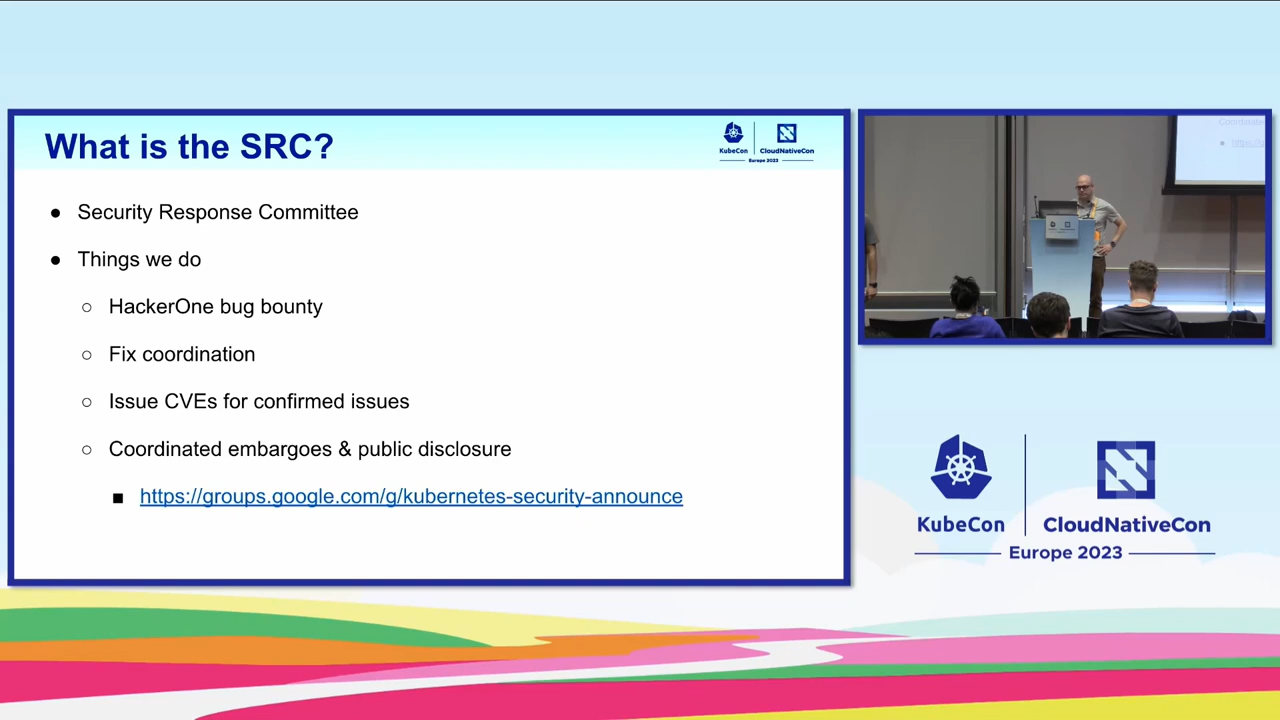 What is the SRC?
KubeCon
CloudNativeCon
Europe 2023
● Security Response Committee
● Things we do
○ HackerOne bug bounty
○ Fix coordination
○ Issue CVEs for confirmed issues
○ Coordinated embargoes & public disclosure
■ https://groups.google.com/g/kubernetes-security-announce
KubeCon
CloudNativeCon
Europe 2023